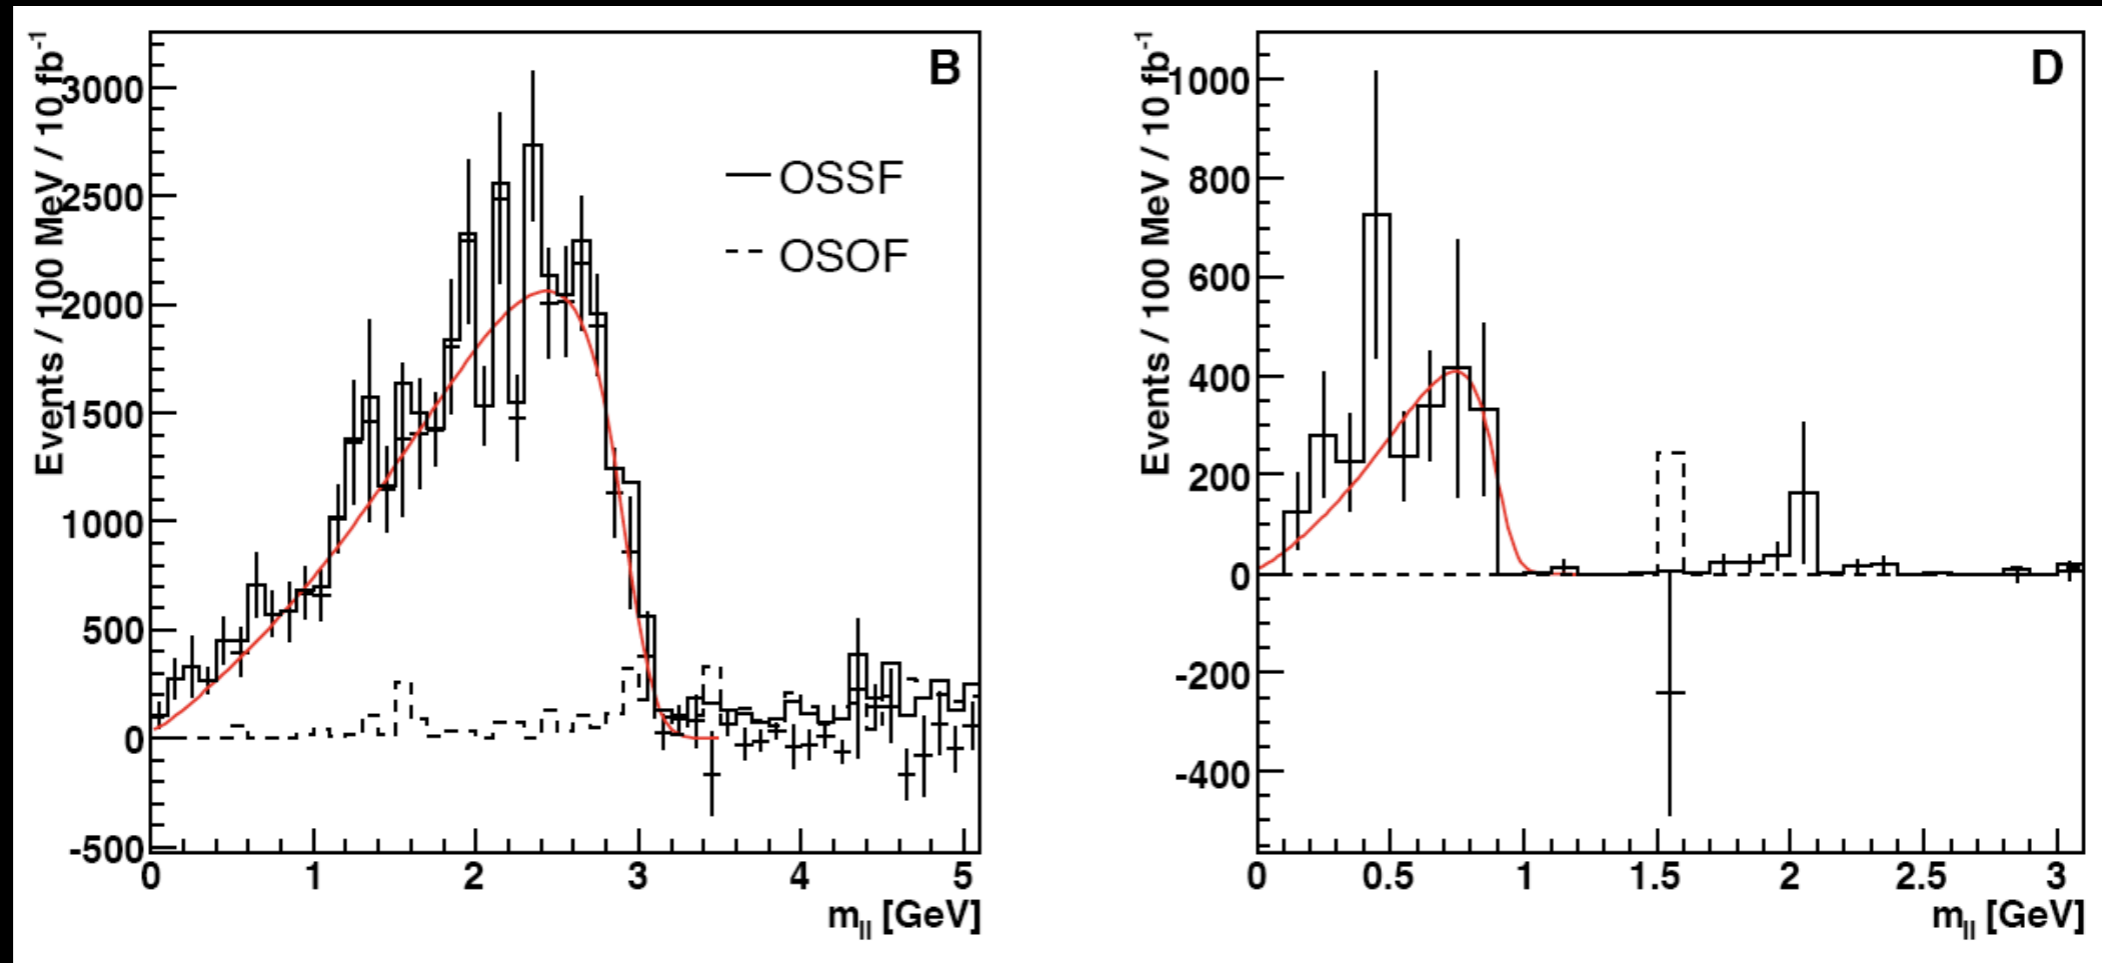 B
Events / 100 MeV / 10 fb⁻¹
3000
2500
2000
1500
1000
500
0
-500
OSSF
OSOF
0 1 2 3 4 5
m_ll [GeV]
D
Events / 100 MeV / 10 fb⁻¹
1000
800
600
400
200
0
-200
-400
0 0.5 1 1.5 2 2.5 3
m_ll [GeV]